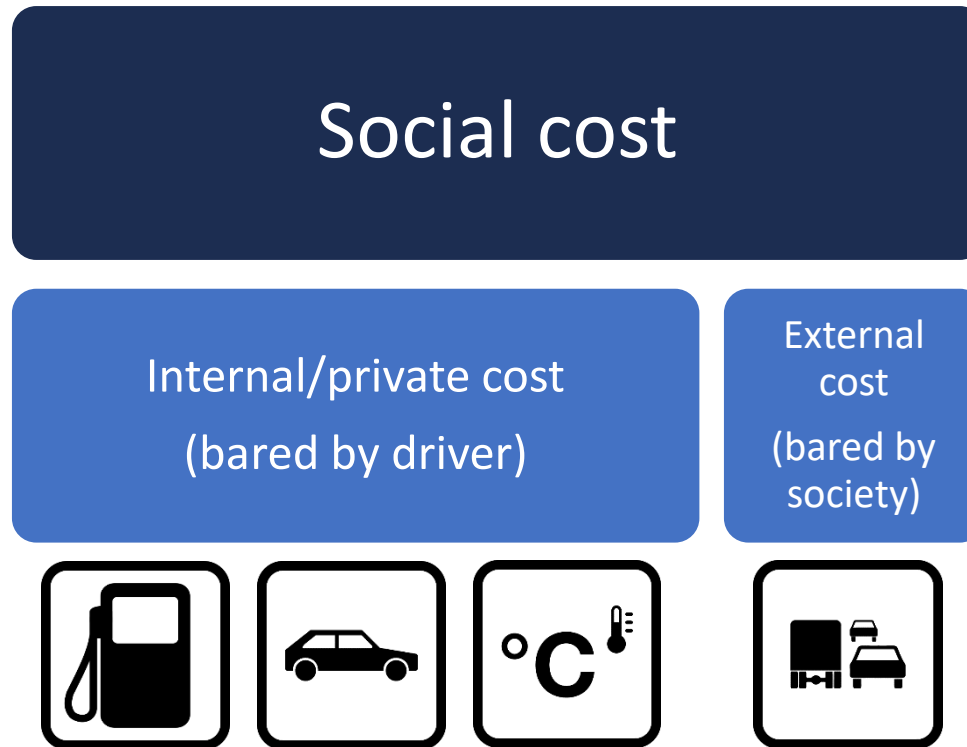 Social cost
Internal/private cost
(bared by driver)
External
cost
(bared by
society)
°C